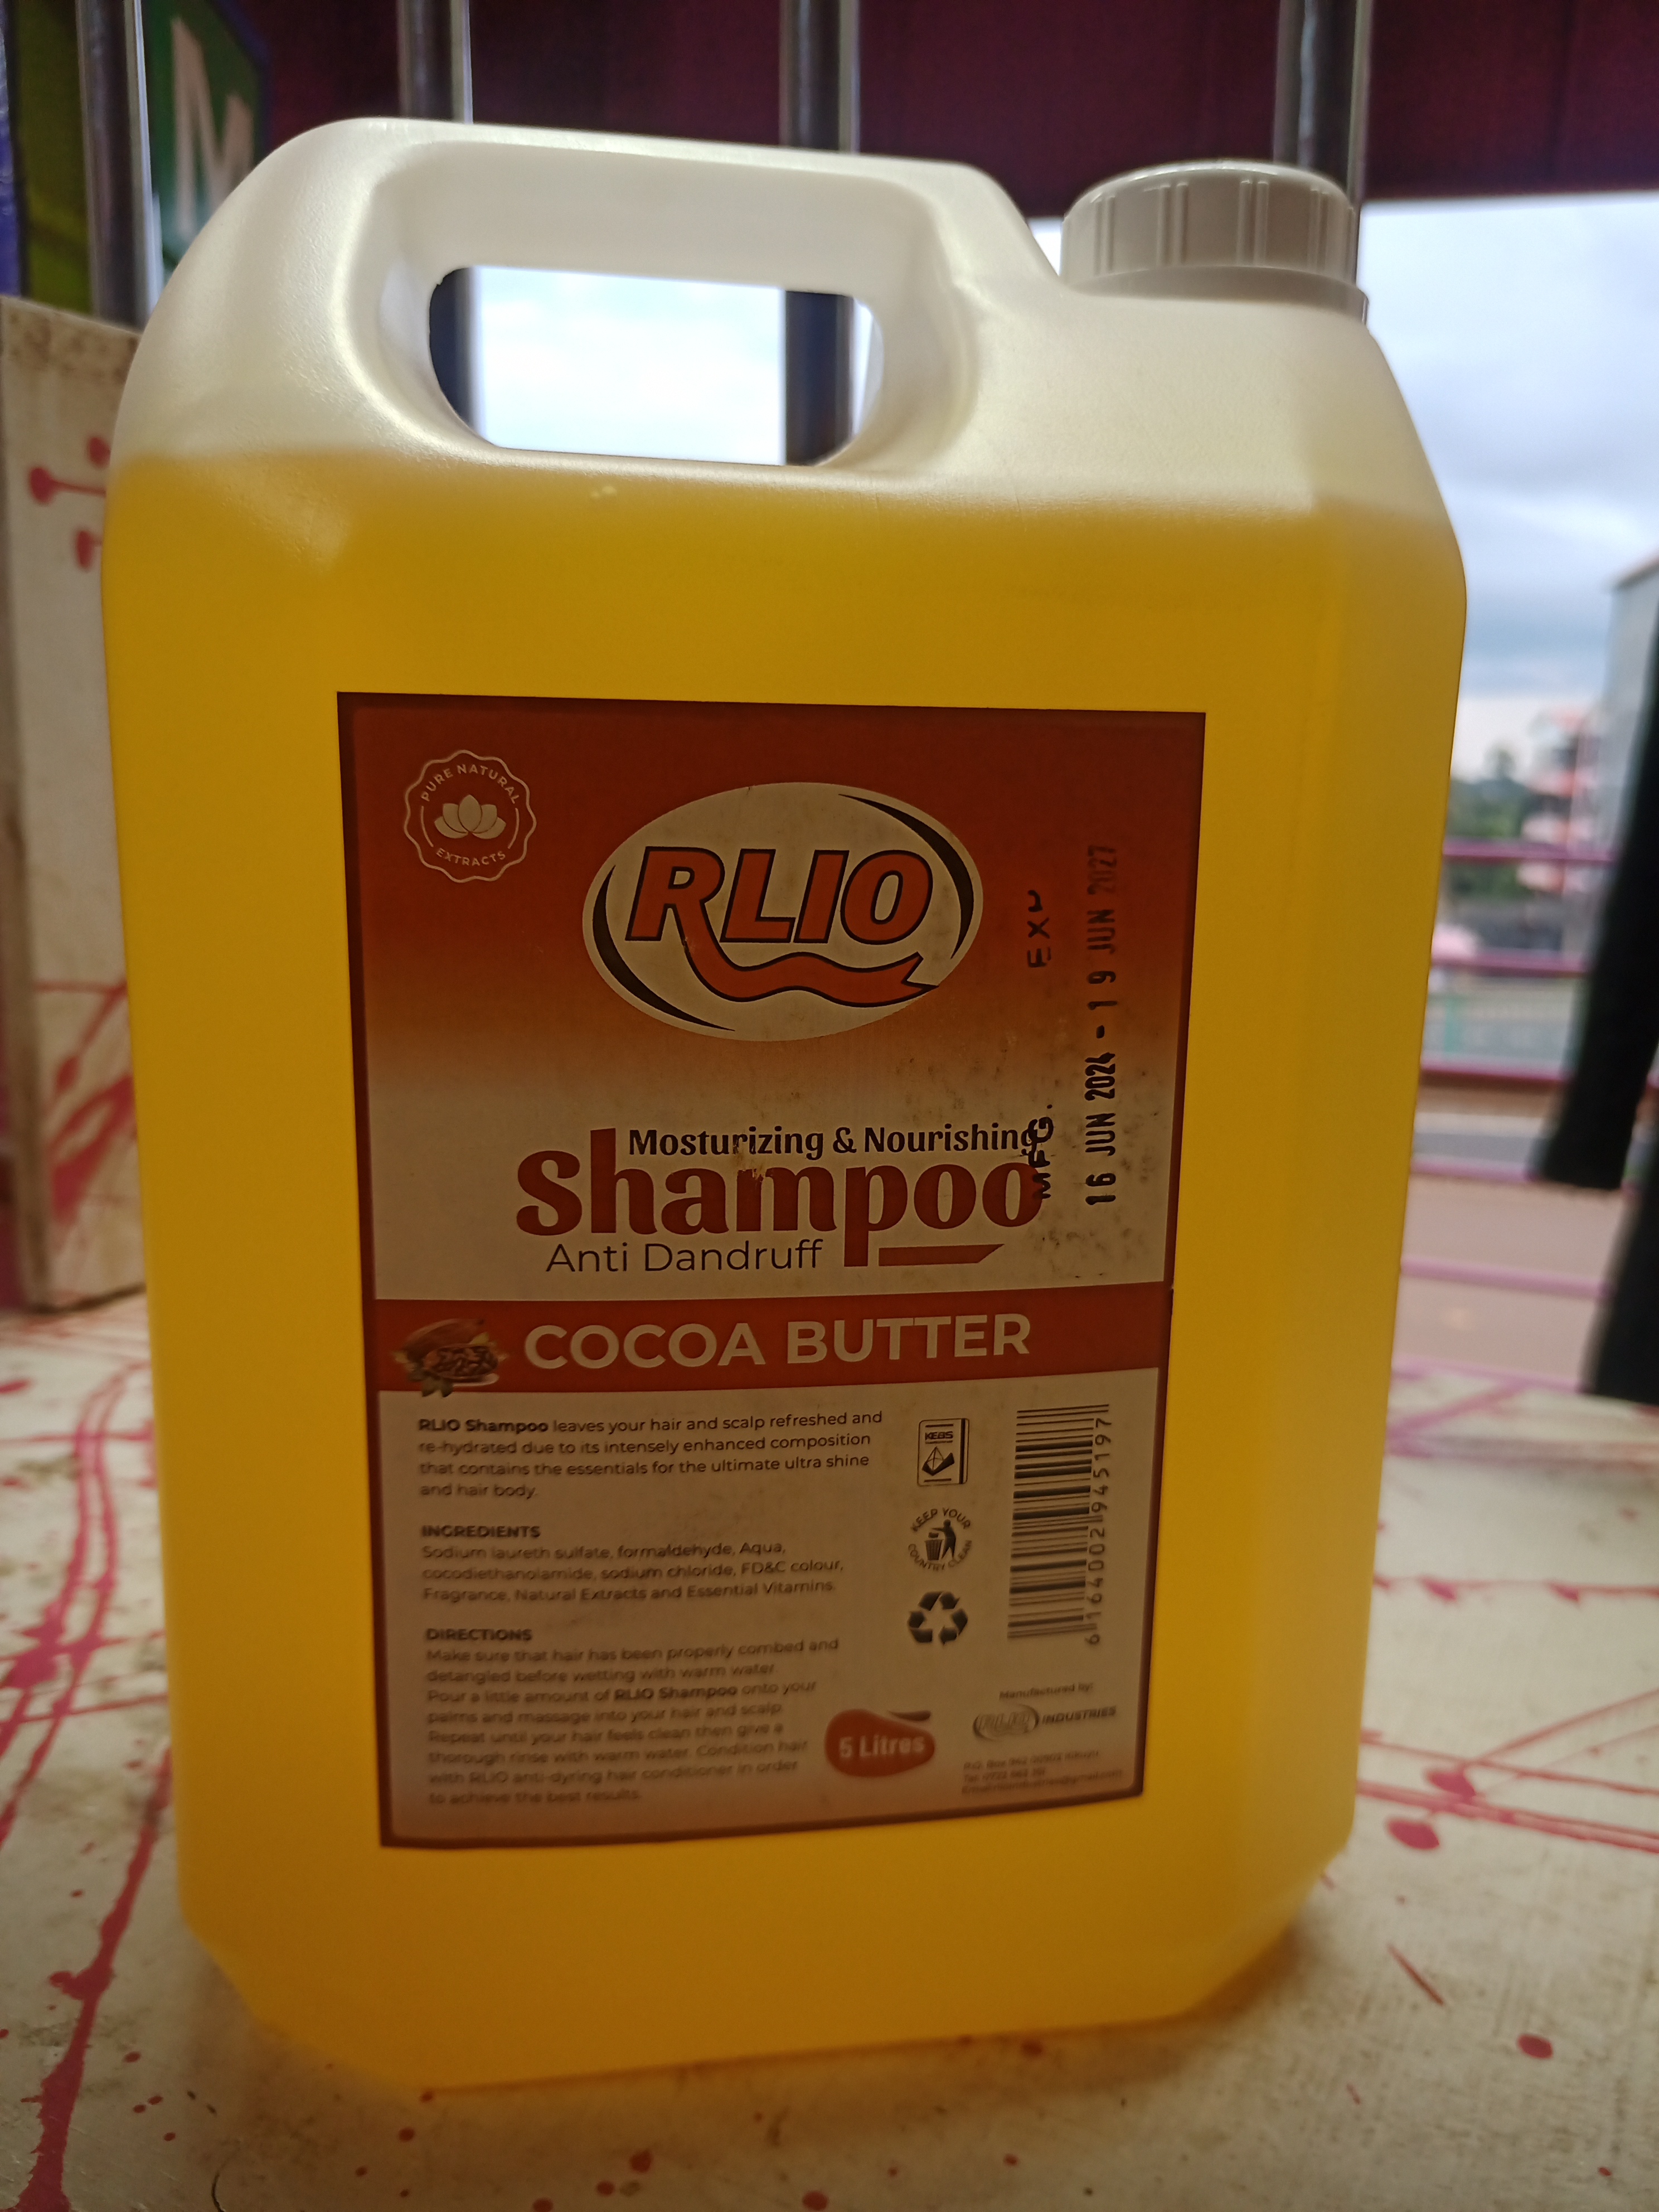 M
PURE NATURAL
EXTRACTS
RLIO
MFG. EXP
16 JUN 2024 - 19 JUN 2027
Mosturizing & Nourishing
Shampoo
Anti Dandruff
COCOA BUTTER
RLIO Shampoo leaves your hair and scalp refreshed and
re-hydrated due to its intensely enhanced composition
that contains the essentials for the ultimate ultra shine
and hair body.
INGREDIENTS
Sodium laureth sulfate, formaldehyde, Aqua,
cocodiethanolamide, sodium chloride, FD&C colour,
Fragrance, Natural Extracts and Essential Vitamins.
DIRECTIONS
Make sure that hair has been properly combed and
detangled before wetting with warm water.
Pour a little amount of RLIO Shampoo onto your
palms and massage into your hair and scalp.
Repeat until your hair feels clean then give a
thorough rinse with warm water. Condition hair
with RLIO anti-dyring hair conditioner in order
to achieve the best results.
KEBS
KEEP YOUR
COUNTRY CLEAN
6164002945197
5 Litres
Manufactured by:
RLIO INDUSTRIES
P.O. Box